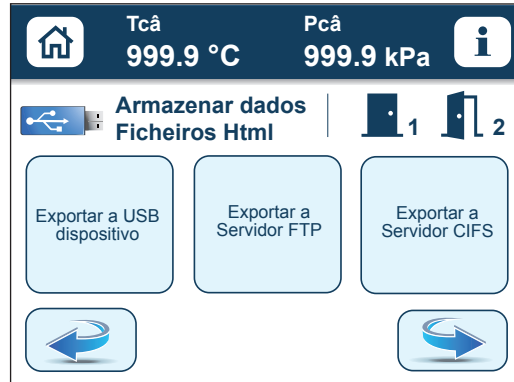 Tcâ Pcâ
999.9 °C 999.9 kPa
i
Armazenar dados
Ficheiros Html
1 2
Exportar a USB
dispositivo
Exportar a
Servidor FTP
Exportar a
Servidor CIFS